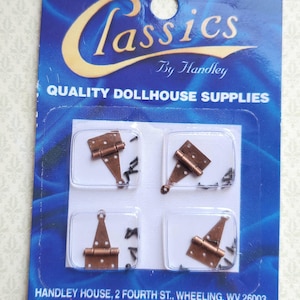 Classics
By Handley
QUALITY DOLLHOUSE SUPPLIES
HANDLEY HOUSE, 2 FOURTH ST., WHEELING, WV 26003